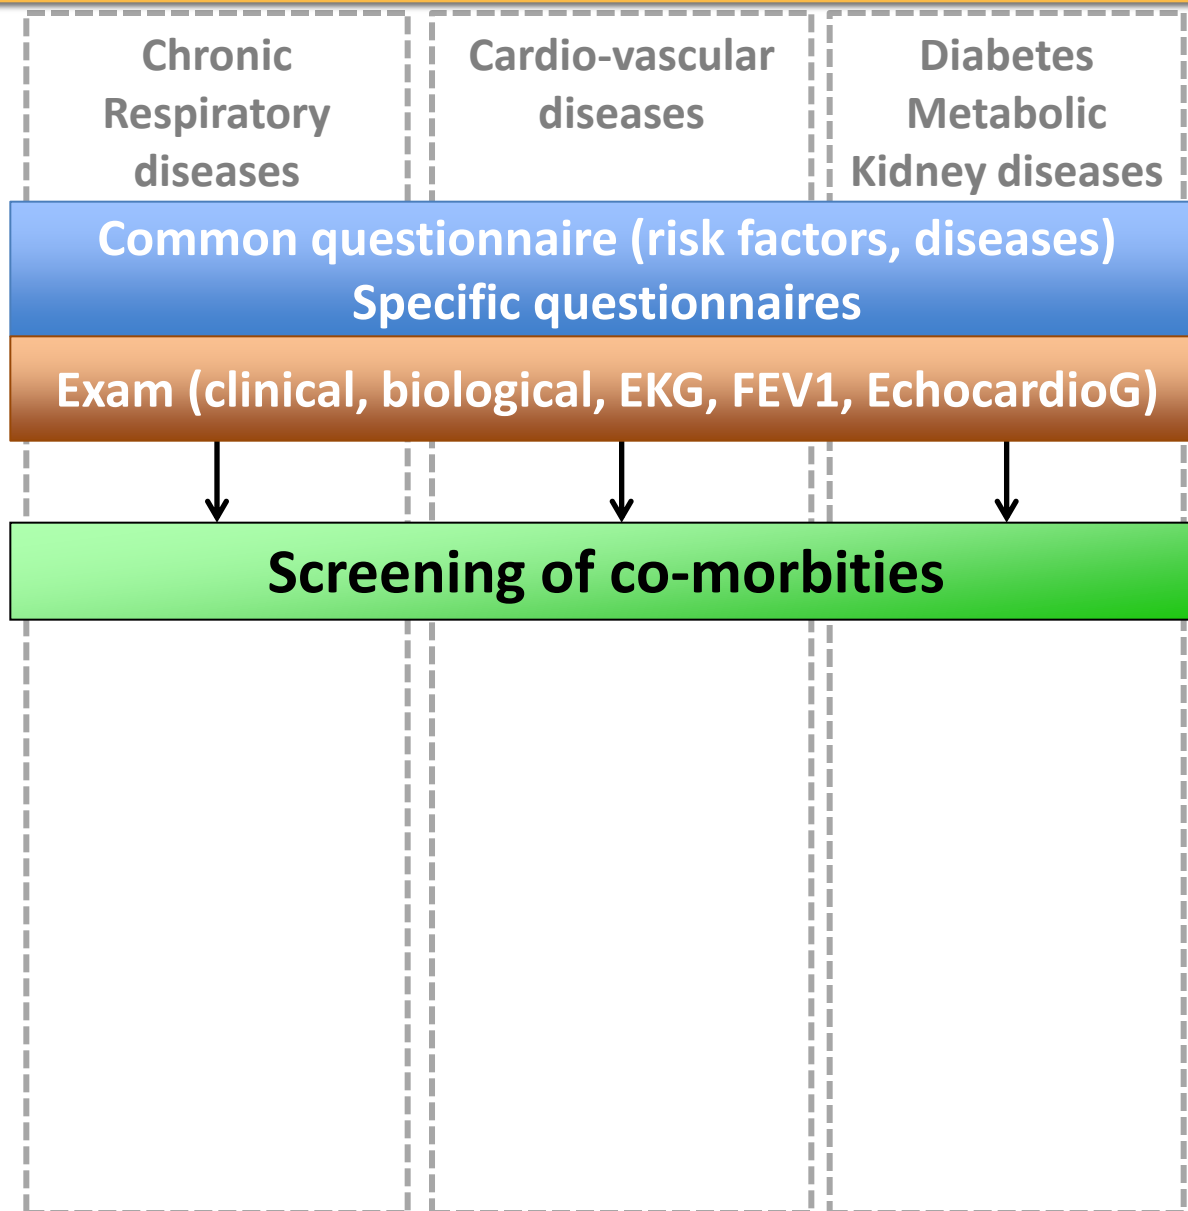 Chronic
Respiratory
diseases
Cardio-vascular
diseases
Diabetes
Metabolic
Kidney diseases
Common questionnaire (risk factors, diseases)
Specific questionnaires
Exam (clinical, biological, EKG, FEV1, EchocardioG)
Screening of co-morbities